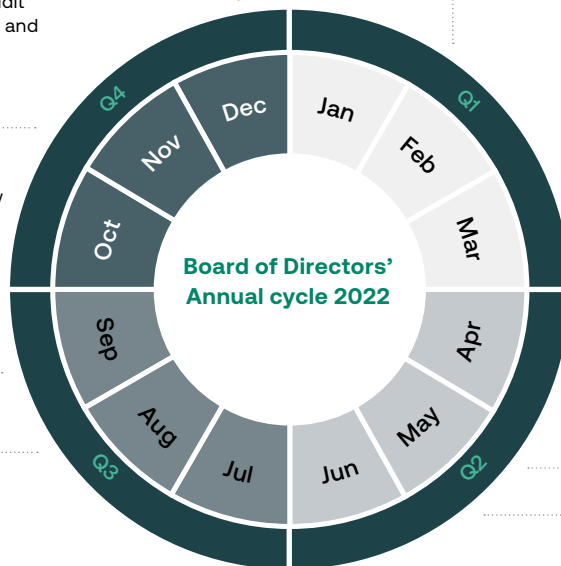 and
Q4
Q1
Dec
Jan
Nov
Feb
Oct
Mar
Board of Directors’
Annual cycle 2022
Sep
Apr
Aug
May
Jul
Jun
Q3
Q2